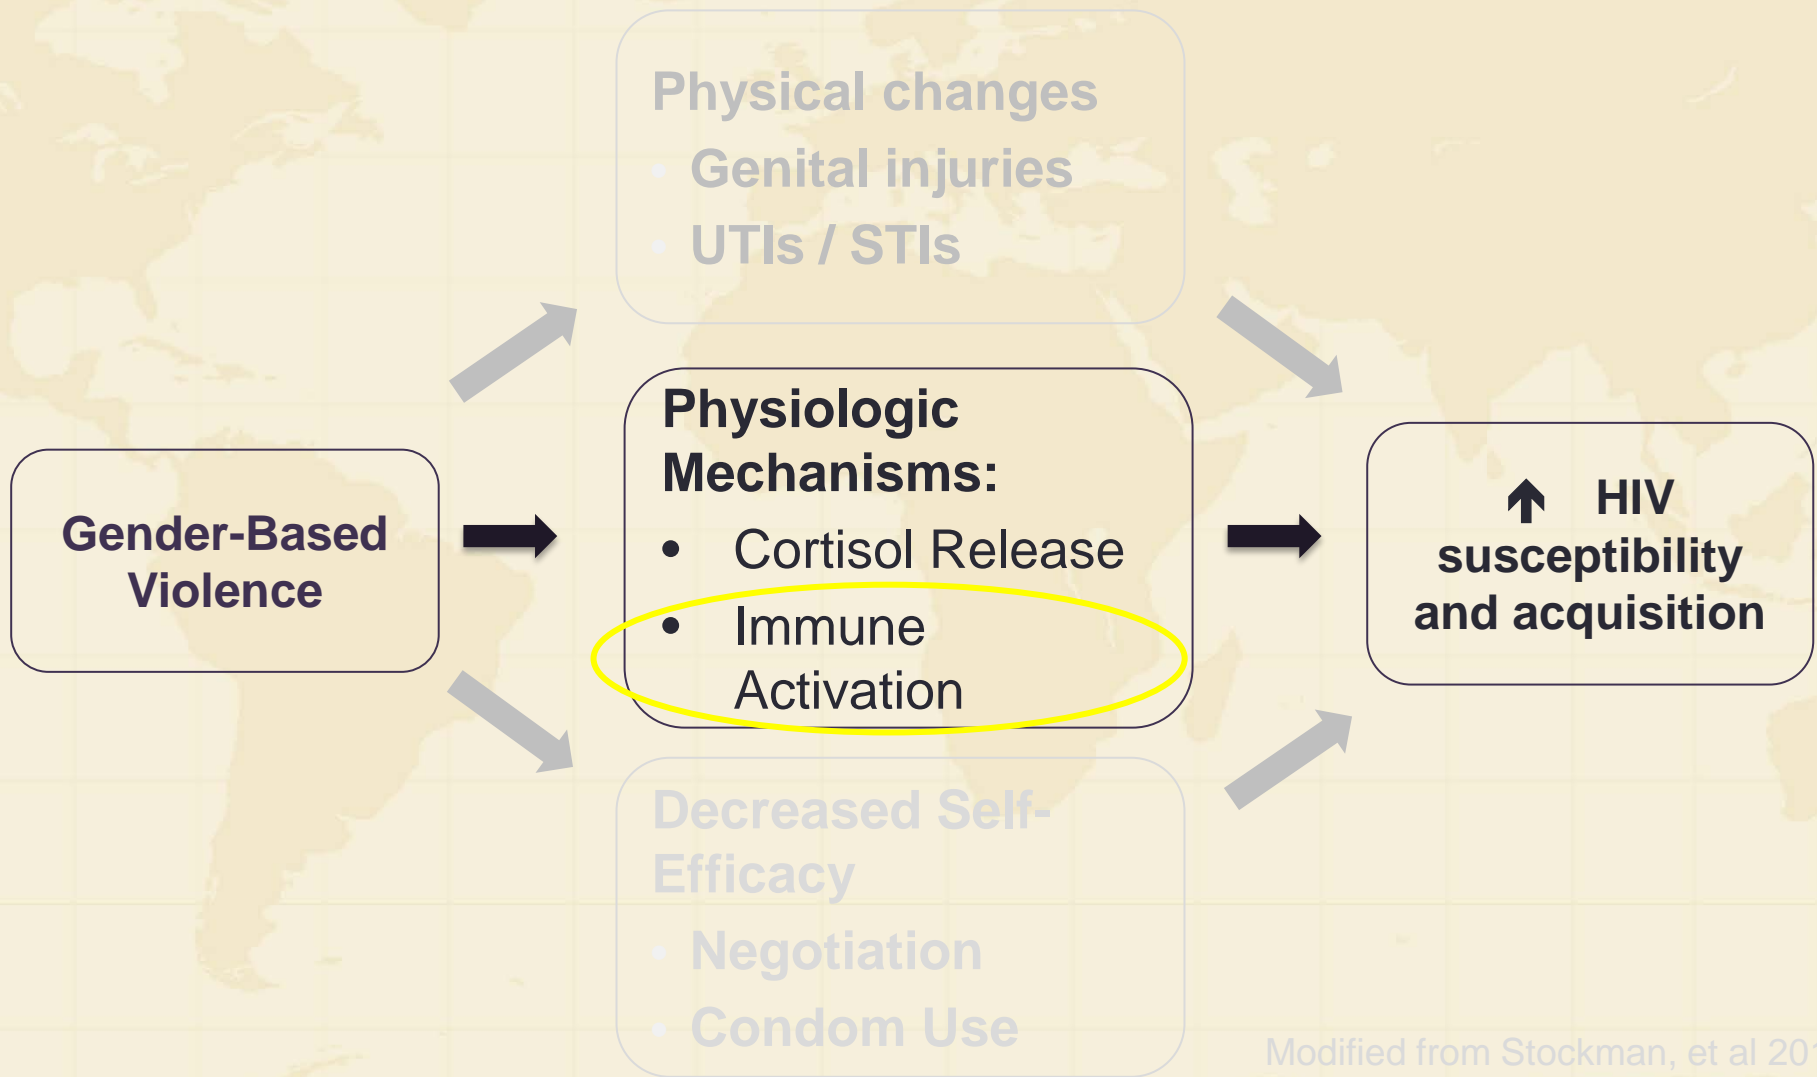 Physical changes
• Genital injuries
• UTIs / STIs
Gender-Based
Violence
Physiologic
Mechanisms:
• Cortisol Release
• Immune
Activation
↑ HIV
susceptibility
and acquisition
Decreased Self-
Efficacy
• Negotiation
• Condom Use
Modified from Stockman, et al